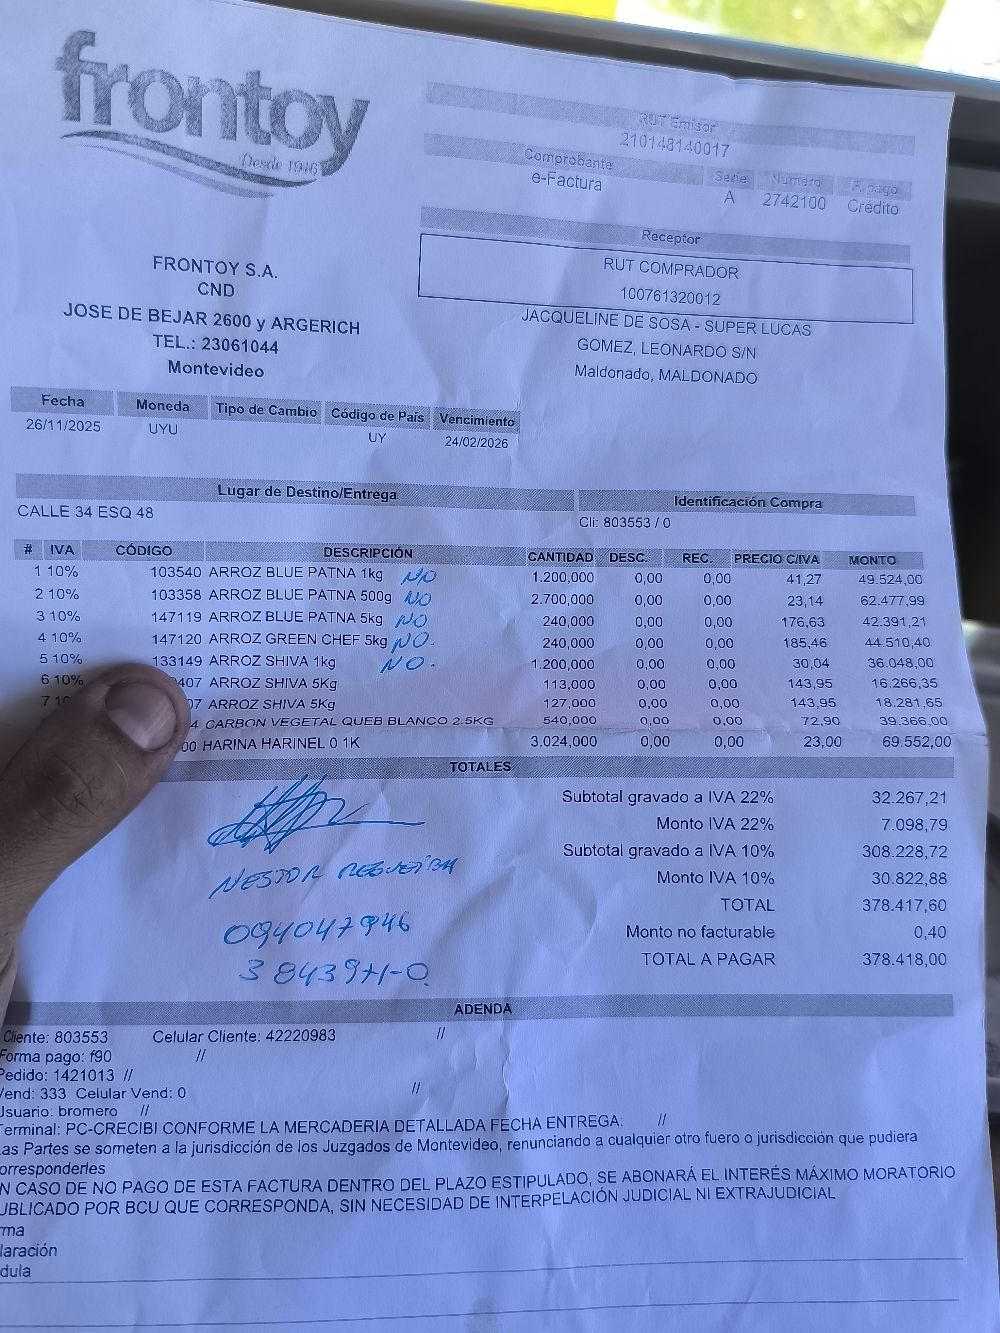 frontoy
Desde 1946
RUT Emisor
210148140017
Comprobante Serie Numero F. pago
e-Factura A 2742100 Crédito
Receptor
RUT COMPRADOR
100761320012
JACQUELINE DE SOSA - SUPER LUCAS
GOMEZ, LEONARDO S/N
Maldonado, MALDONADO
FRONTOY S.A.
CND
JOSE DE BEJAR 2600 y ARGERICH
TEL.: 23061044
Montevideo
Fecha Moneda Tipo de Cambio Código de País Vencimiento
26/11/2025 UYU UY 24/02/2026
Lugar de Destino/Entrega Identificación Compra
CALLE 34 ESQ 48 Cli: 803553 / 0
# IVA CÓDIGO DESCRIPCIÓN CANTIDAD DESC. REC. PRECIO C/IVA MONTO
1 10% 103540 ARROZ BLUE PATNA 1kg NO 1.200,000 0,00 0,00 41,27 49.524,00
2 10% 103358 ARROZ BLUE PATNA 500g NO 2.700,000 0,00 0,00 23,14 62.477,99
3 10% 147119 ARROZ BLUE PATNA 5kg NO 240,000 0,00 0,00 176,63 42.391,21
4 10% 147120 ARROZ GREEN CHEF 5kg NO. 240,000 0,00 0,00 185,46 44.510,40
5 10% 133149 ARROZ SHIVA 1kg NO. 1.200,000 0,00 0,00 30,04 36.048,00
6 10% 407 ARROZ SHIVA 5Kg 113,000 0,00 0,00 143,95 16.266,35
7 10 07 ARROZ SHIVA 5Kg 127,000 0,00 0,00 143,95 18.281,65
4 CARBON VEGETAL QUEB BLANCO 2.5KG 540,000 0,00 0,00 72,90 39.366,00
00 HARINA HARINEL 0 1K 3.024,000 0,00 0,00 23,00 69.552,00
TOTALES
Subtotal gravado a IVA 22% 32.267,21
Monto IVA 22% 7.098,79
Subtotal gravado a IVA 10% 308.228,72
Monto IVA 10% 30.822,88
TOTAL 378.417,60
Monto no facturable 0,40
TOTAL A PAGAR 378.418,00
NESTOR
094047946
ADENDA
Cliente: 803553 Celular Cliente: 42220983 //
Forma pago: f90 //
Pedido: 1421013 //
Vend: 333 Celular Vend: 0 //
Usuario: bromero //
Terminal: PC-CRECIBI CONFORME LA MERCADERIA DETALLADA FECHA ENTREGA: //
Las Partes se someten a la jurisdicción de los Juzgados de Montevideo, renunciando a cualquier otro fuero o jurisdicción que pudiera
orresponderles
N CASO DE NO PAGO DE ESTA FACTURA DENTRO DEL PLAZO ESTIPULADO, SE ABONARÁ EL INTERÉS MÁXIMO MORATORIO
UBLICADO POR BCU QUE CORRESPONDA, SIN NECESIDAD DE INTERPELACIÓN JUDICIAL NI EXTRAJUDICIAL
rma
laración
dula